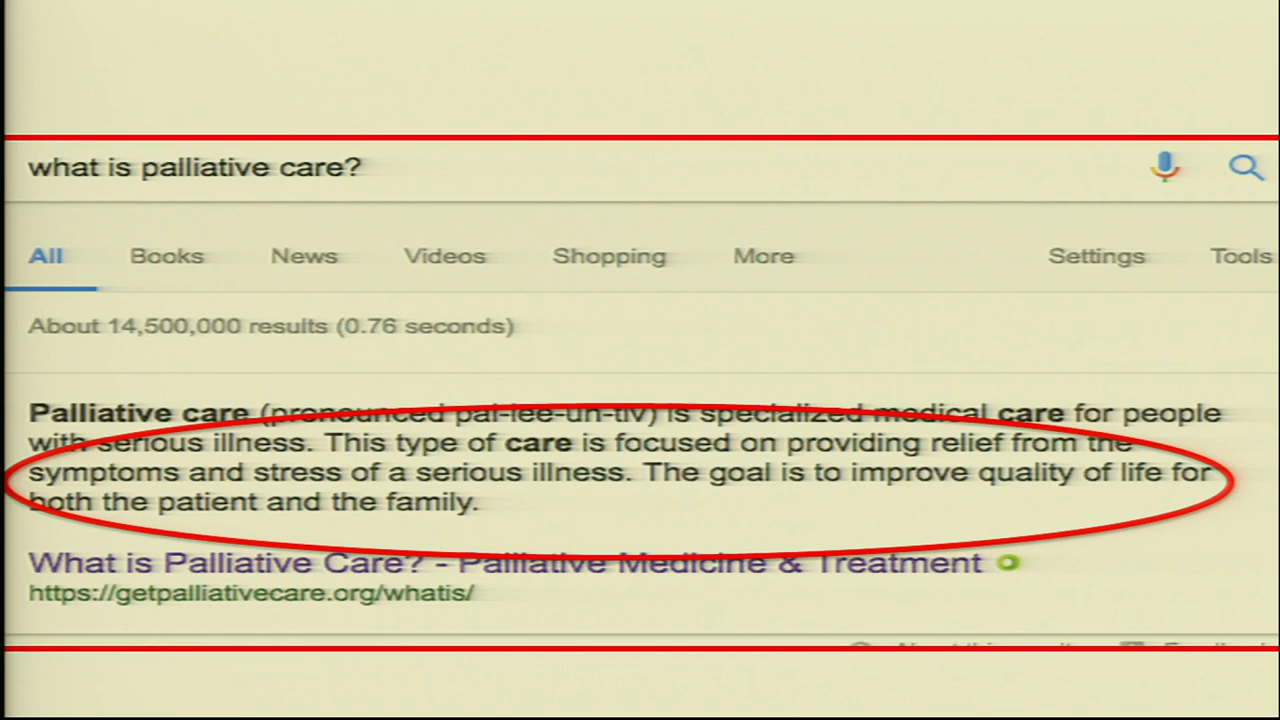 what is palliative care?
All Books News Videos Shopping More Settings Tools
About 14,500,000 results (0.76 seconds)
Palliative care (pronounced pal-lee-uh-tiv) is specialized medical care for people
with serious illness. This type of care is focused on providing relief from the
symptoms and stress of a serious illness. The goal is to improve quality of life for
both the patient and the family.
What is Palliative Care? - Palliative Medicine & Treatment
https://getpalliativecare.org/whatis/